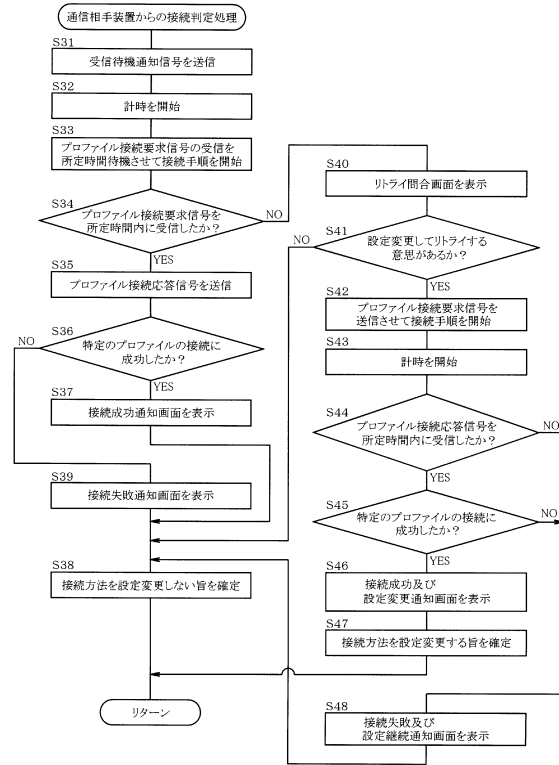 通信相手装置からの接続判定処理
S31
受信待機通知信号を送信
S32
計時を開始
S33
プロファイル接続要求信号の受信を
所定時間待機させて接続手順を開始
S34
プロファイル接続要求信号を
所定時間内に受信したか？
NO
YES
S35
プロファイル接続応答信号を送信
S36
特定のプロファイルの接続に
成功したか？
NO
YES
S37
接続成功通知画面を表示
S39
接続失敗通知画面を表示
S38
接続方法を設定変更しない旨を確定
リターン
S40
リトライ問合画面を表示
S41
設定変更してリトライする
意思があるか？
NO
YES
S42
プロファイル接続要求信号を
送信させて接続手順を開始
S43
計時を開始
S44
プロファイル接続応答信号を
所定時間内に受信したか？
NO
YES
S45
特定のプロファイルの接続に
成功したか？
NO
YES
S46
接続成功及び
設定変更通知画面を表示
S47
接続方法を設定変更する旨を確定
S48
接続失敗及び
設定継続通知画面を表示